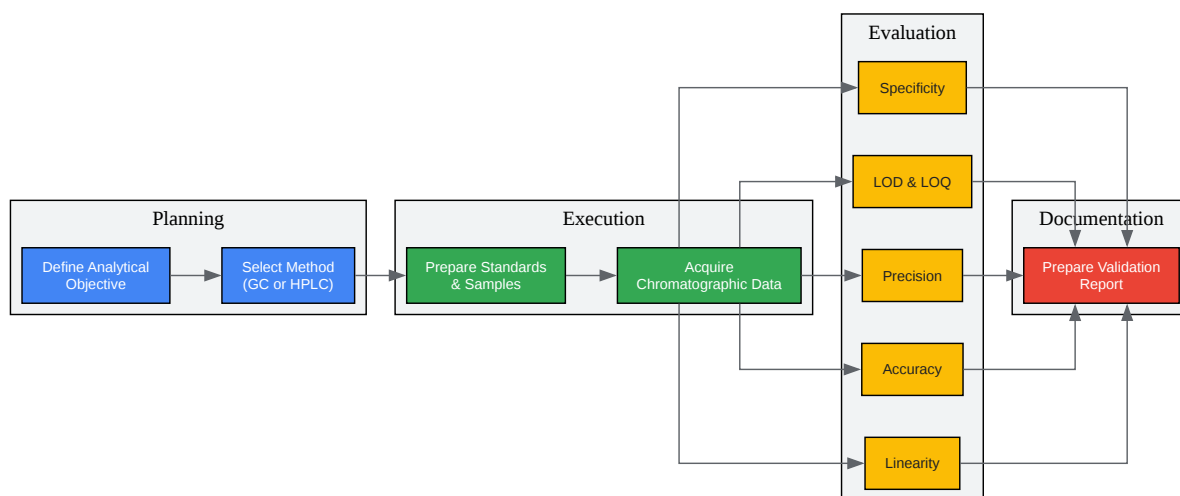 Planning
Define Analytical
Objective
Select Method
(GC or HPLC)
Execution
Prepare Standards
& Samples
Acquire
Chromatographic Data
Evaluation
Specificity
LOD & LOQ
Precision
Accuracy
Linearity
Documentation
Prepare Validation
Report